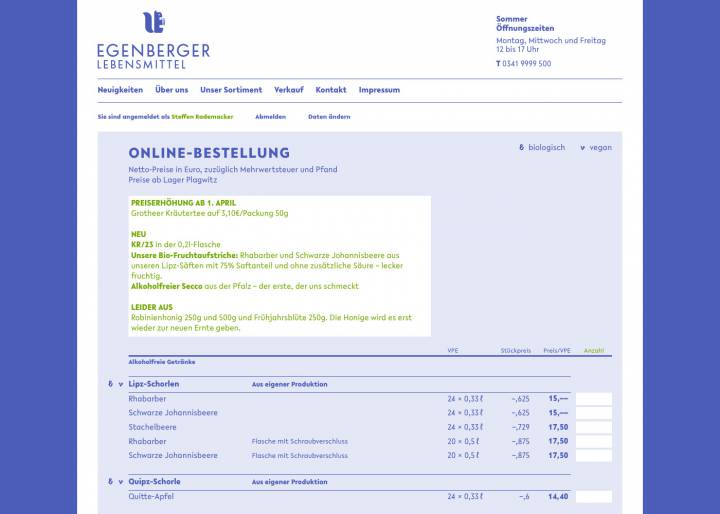 EGENBERGER
LEBENSMITTEL
Sommer
Öffnungszeiten
Montag, Mittwoch und Freitag
12 bis 17 Uhr
T 0341 9999 500
Neuigkeiten Über uns Unser Sortiment Verkauf Kontakt Impressum
Sie sind angemeldet als Steffen Rademacker Abmelden Daten ändern
ONLINE-BESTELLUNG
& biologisch v vegan
Netto-Preise in Euro, zuzüglich Mehrwertsteuer und Pfand
Preise ab Lager Plagwitz
PREISERHÖHUNG AB 1. APRIL
Grotheer Kräutertee auf 3,10€/Packung 50g
NEU
KR/23 in der 0,2l-Flasche
Unsere Bio-Fruchtaufstriche: Rhabarber und Schwarze Johannisbeere aus
unseren Lipz-Säften mit 75% Saftanteil und ohne zusätzliche Säure – lecker
fruchtig.
Alkoholfreier Secco aus der Pfalz – der erste, der uns schmeckt
LEIDER AUS
Robinienhonig 250g und 500g und Frühjahrsblüte 250g. Die Honige wird es erst
wieder zur neuen Ernte geben.
VPE Stückpreis Preis/VPE Anzahl
Alkoholfreie Getränke
& v Lipz-Schorlen Aus eigener Produktion
Rhabarber 24 × 0,33 ℓ –,625 15,—
Schwarze Johannisbeere 24 × 0,33 ℓ –,625 15,—
Stachelbeere 24 × 0,33 ℓ –,729 17,50
Rhabarber Flasche mit Schraubverschluss 20 × 0,5 ℓ –,875 17,50
Schwarze Johannisbeere Flasche mit Schraubverschluss 20 × 0,5 ℓ –,875 17,50
& v Quipz-Schorle Aus eigener Produktion
Quitte-Apfel 24 × 0,33 ℓ –,6 14,40